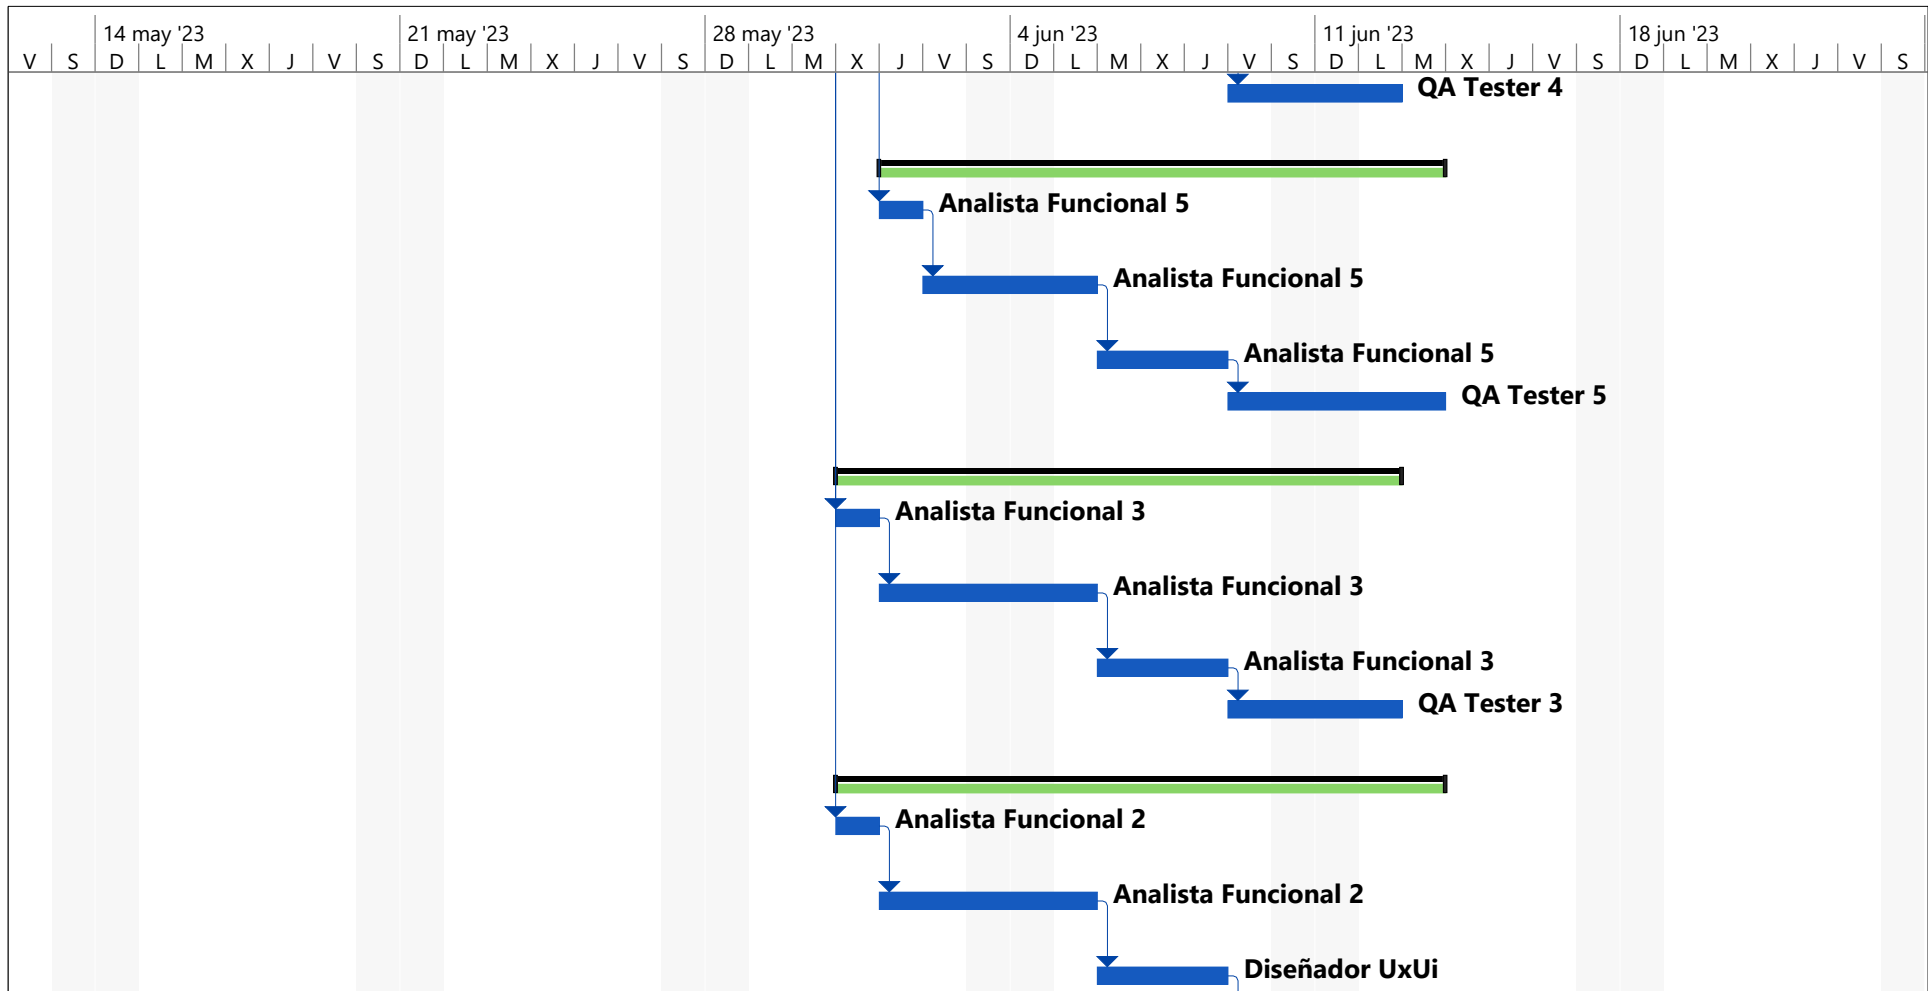 14 may '23 21 may '23 28 may '23 4 jun '23 11 jun '23 18 jun '23
V S D L M X J V S D L M X J V S D L M X J V S D L M X J V S D L M X J V S D L M X J V S
QA Tester 4
Analista Funcional 5
Analista Funcional 5
Analista Funcional 5
QA Tester 5
Analista Funcional 3
Analista Funcional 3
Analista Funcional 3
QA Tester 3
Analista Funcional 2
Analista Funcional 2
Diseñador UxUi